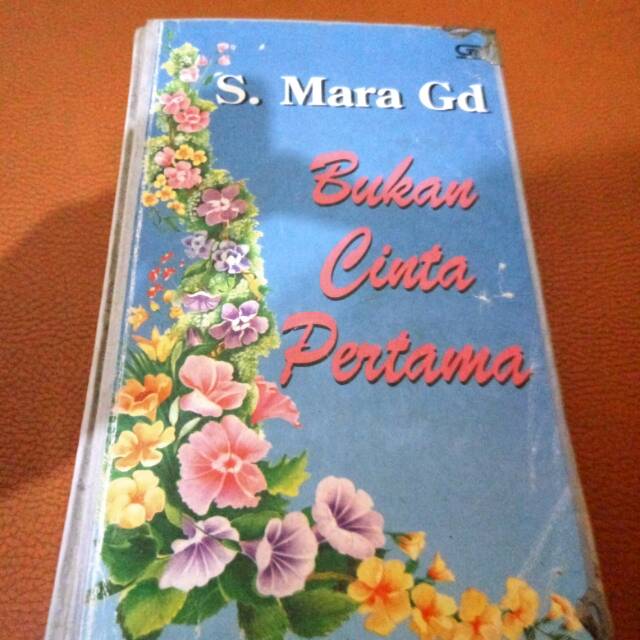 S. Mara Gd
Bukan
Cinta
Pertama